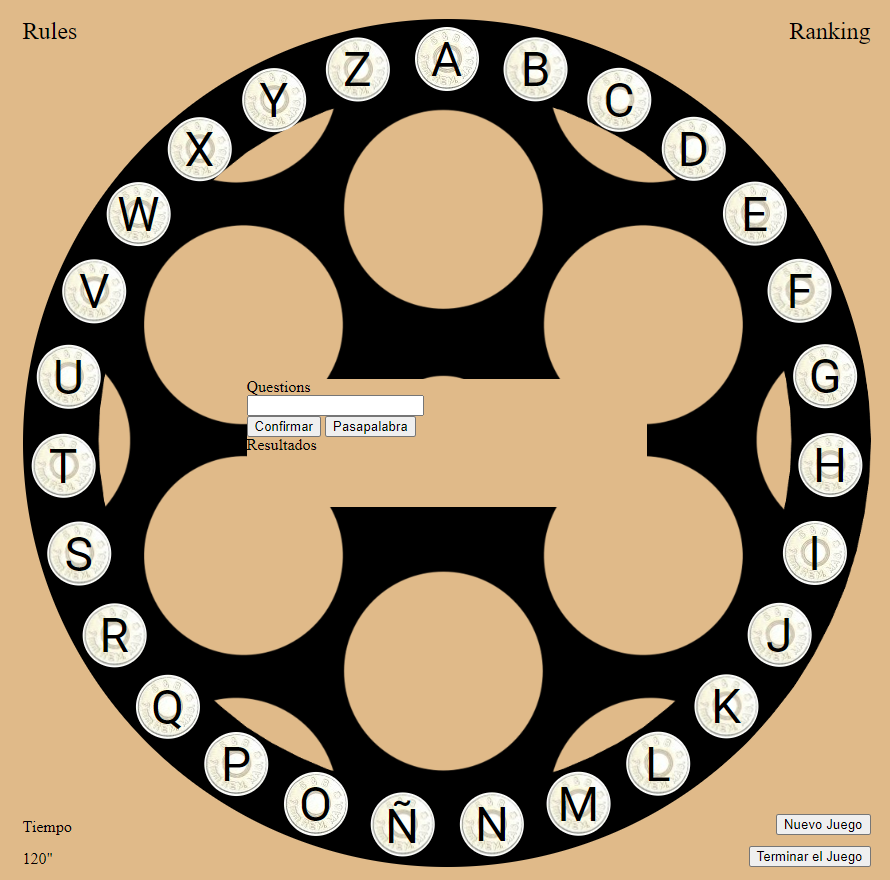 Rules
Ranking
A
B
C
D
E
F
G
H
I
J
K
L
M
N
Ñ
O
P
Q
R
S
T
U
V
W
X
Y
Z
Questions
Confirmar Pasapalabra
Resultados
Tiempo
120"
Nuevo Juego
Terminar el Juego